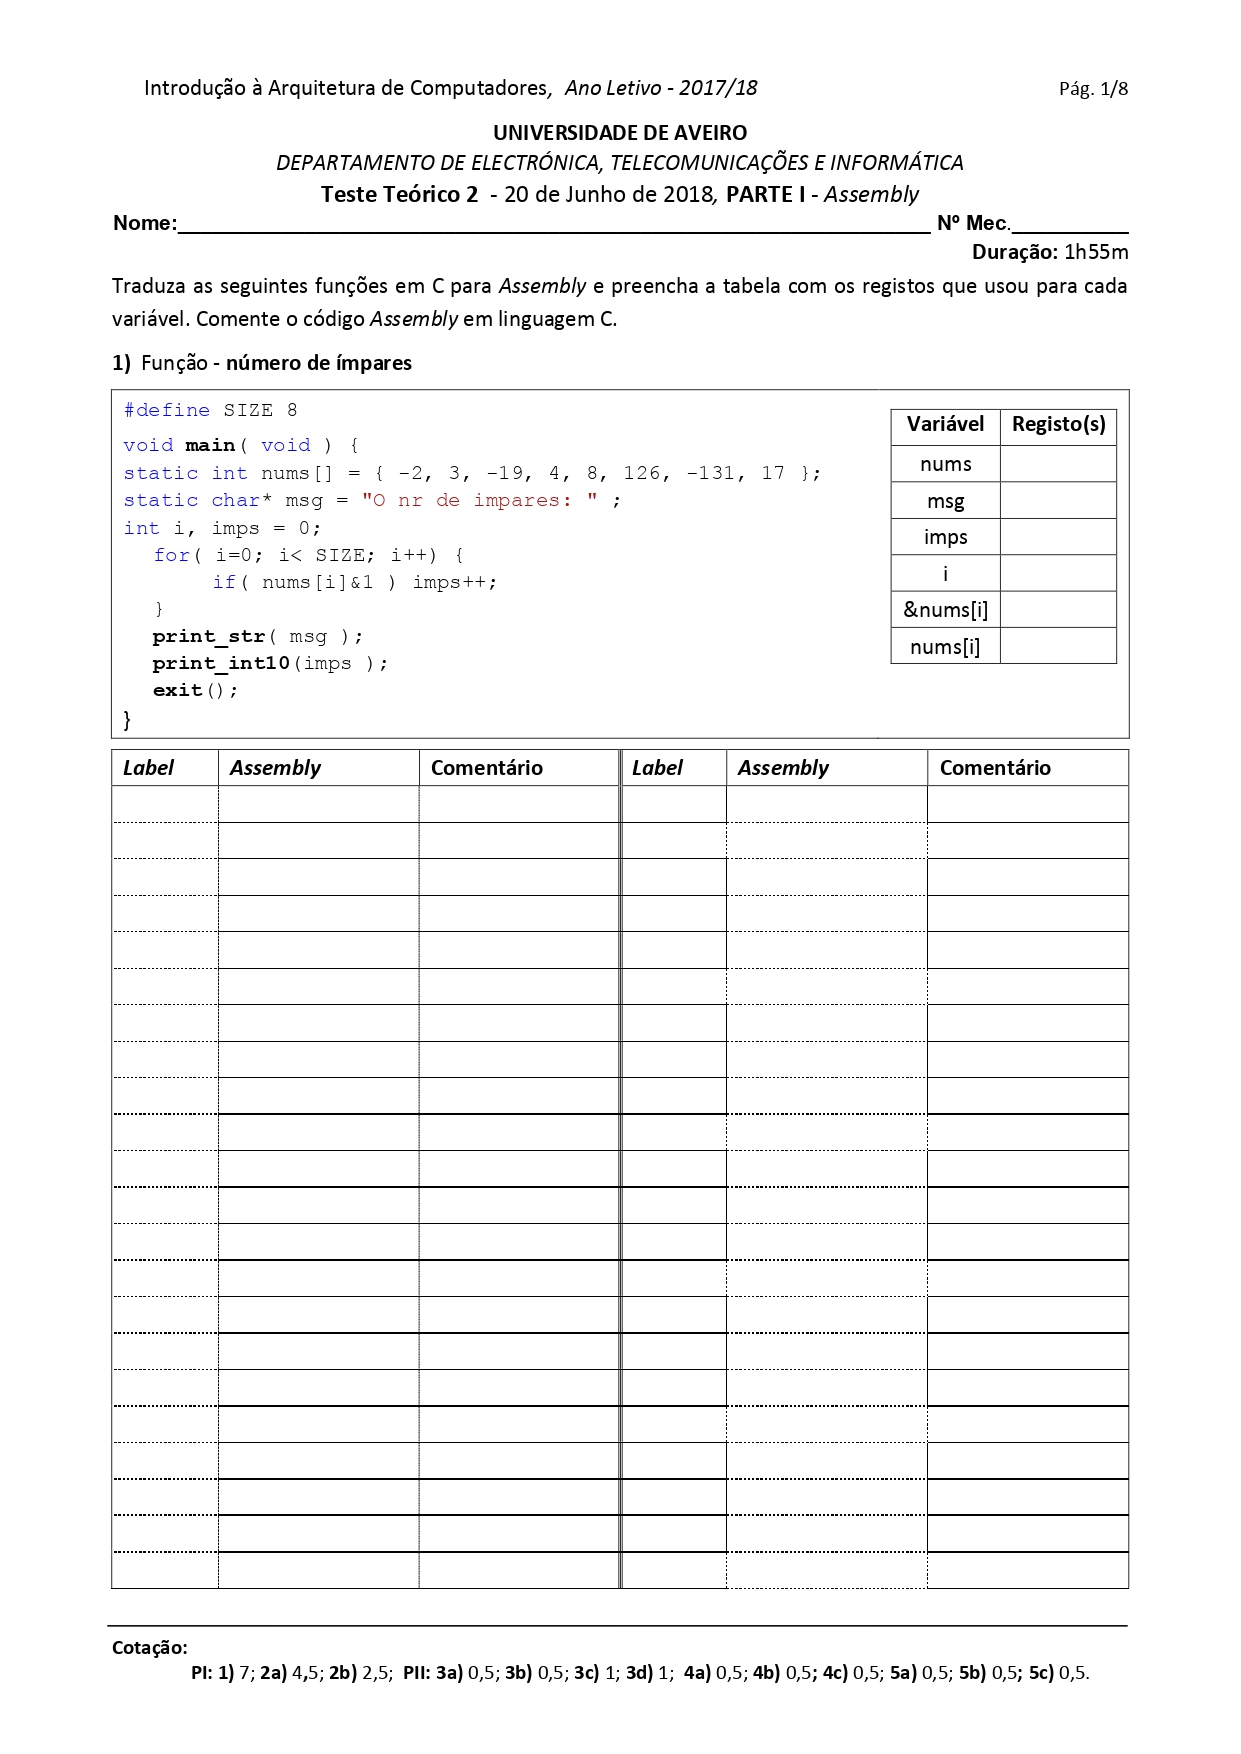 Introdução à Arquitetura de Computadores, Ano Letivo - 2017/18 Pág. 1/8
UNIVERSIDADE DE AVEIRO
DEPARTAMENTO DE ELECTRÓNICA, TELECOMUNICAÇÕES E INFORMÁTICA
Teste Teórico 2 - 20 de Junho de 2018, PARTE I - Assembly
Nome:_______________ Nº Mec.__________
Duração: 1h55m
Traduza as seguintes funções em C para Assembly e preencha a tabela com os registos que usou para cada
variável. Comente o código Assembly em linguagem C.
1) Função - número de ímpares
#define SIZE 8
void main( void ) {
static int nums[] = { -2, 3, -19, 4, 8, 126, -131, 17 };
static char* msg = "O nr de impares: " ;
int i, imps = 0;
for( i=0; i< SIZE; i++) {
if( nums[i]&1 ) imps++;
}
print_str( msg );
print_int10(imps );
exit();
}
Variável Registo(s)
nums
msg
imps
i
&nums[i]
nums[i]
Label Assembly Comentário Label Assembly Comentário
Cotação:
PI: 1) 7; 2a) 4,5; 2b) 2,5; PII: 3a) 0,5; 3b) 0,5; 3c) 1; 3d) 1; 4a) 0,5; 4b) 0,5; 4c) 0,5; 5a) 0,5; 5b) 0,5; 5c) 0,5.